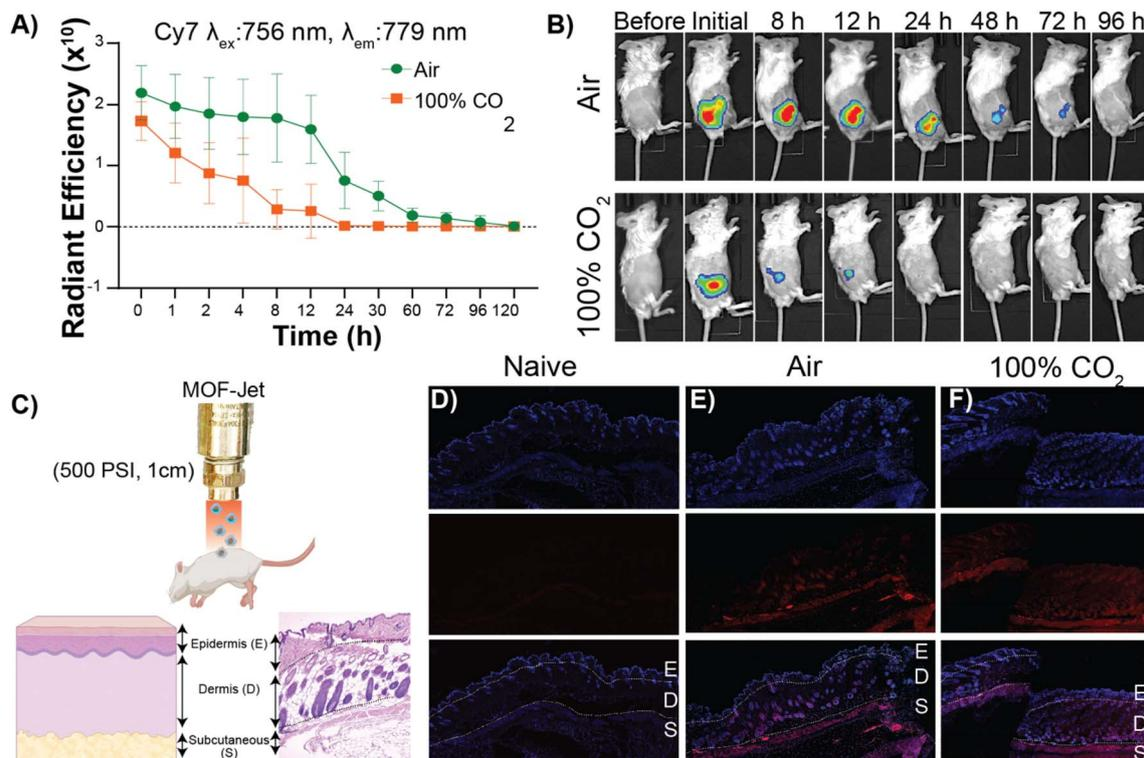 A)
Cy7 λex:756 nm, λem:779 nm
Radiant Efficiency (x10¹⁰)
3
2
1
0
-1
Air
100% CO
2
0 1 2 4 8 12 24 30 60 72 96 120
Time (h)
B)
Before Initial 8 h 12 h 24 h 48 h 72 h 96 h
Air
100% CO₂
C)
MOF-Jet
(500 PSI, 1cm)
Epidermis (E)
Dermis (D)
Subcutaneous
(S)
Naive Air 100% CO₂
D) E) F)
E
D
S
E
D
S
E
D
S